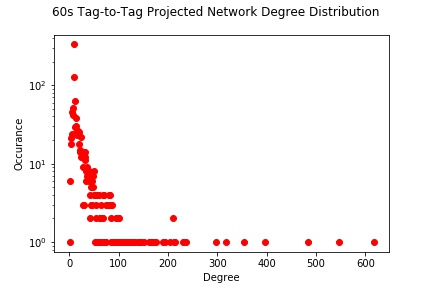 60s Tag-to-Tag Projected Network Degree Distribution
10²
10¹
10⁰
Occurance
0 100 200 300 400 500 600
Degree